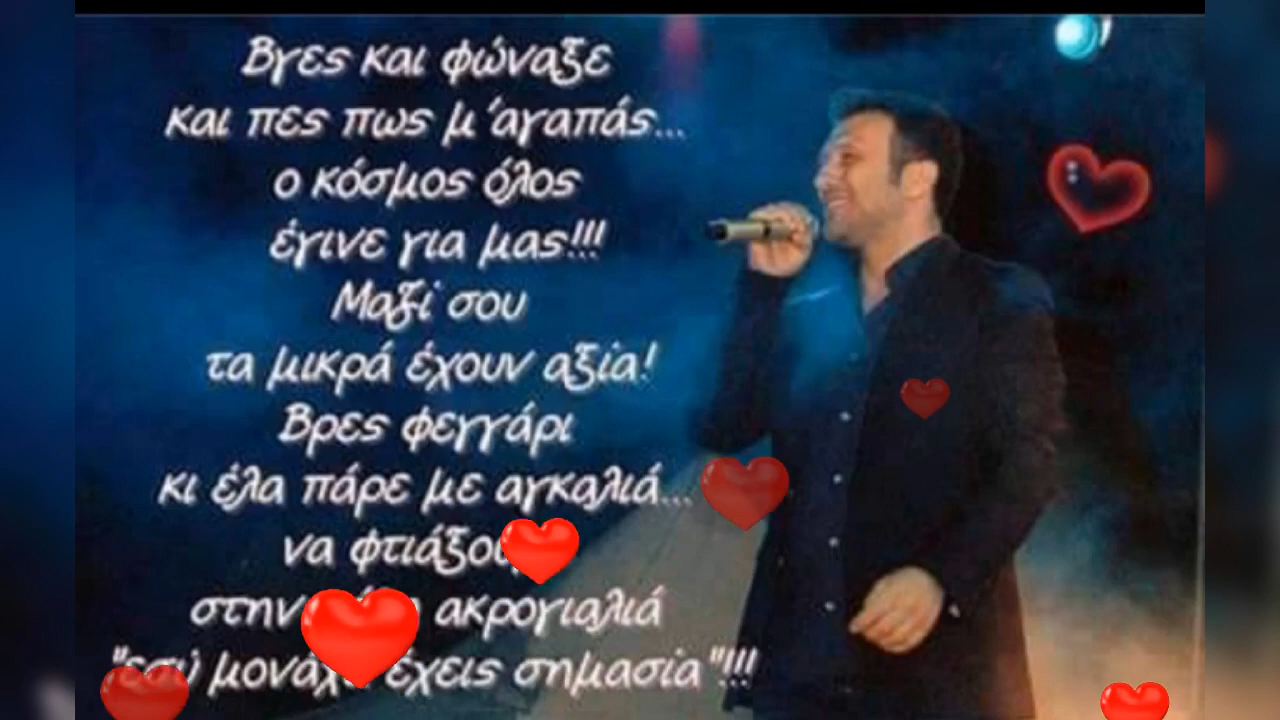 Βγες και φώναξε
και πες πως μ 'αγαπάς...
ο κόσμος όλος
έγινε για μας!!!
Μαζί σου
τα μικρά έχουν αξία!
Βρες φεγγάρι
κι έλα πάρε με αγκαλιά...
να
στην ακρογιαλιά
"εσύ έχεις σημασία"!!!